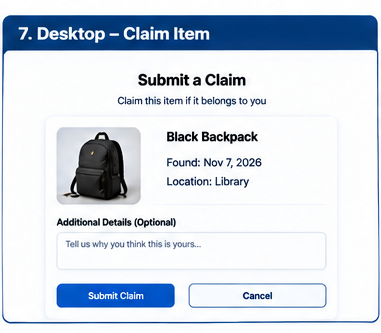 7. Desktop – Claim Item
Submit a Claim
Claim this item if it belongs to you
Black Backpack
Found: Nov 7, 2026
Location: Library
Additional Details (Optional)
Tell us why you think this is yours...
Submit Claim
Cancel